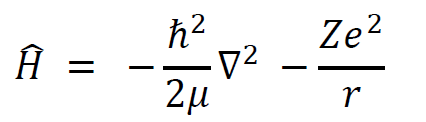 Ĥ = − ℏ²/2μ ∇² − Ze²/r